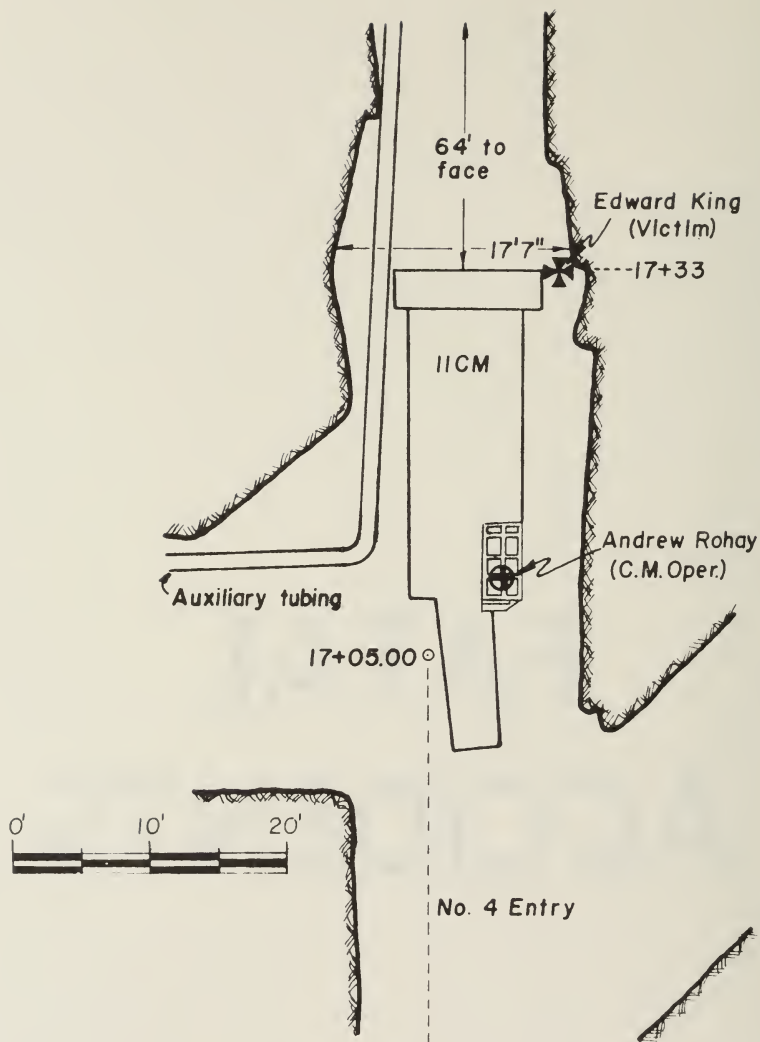 64' to
face
Edward King
(Victim)
17'7"
17+33
11CM
Andrew Rohay
(C.M. Oper.)
Auxiliary tubing
17+05.00
0' 10' 20'
No. 4 Entry